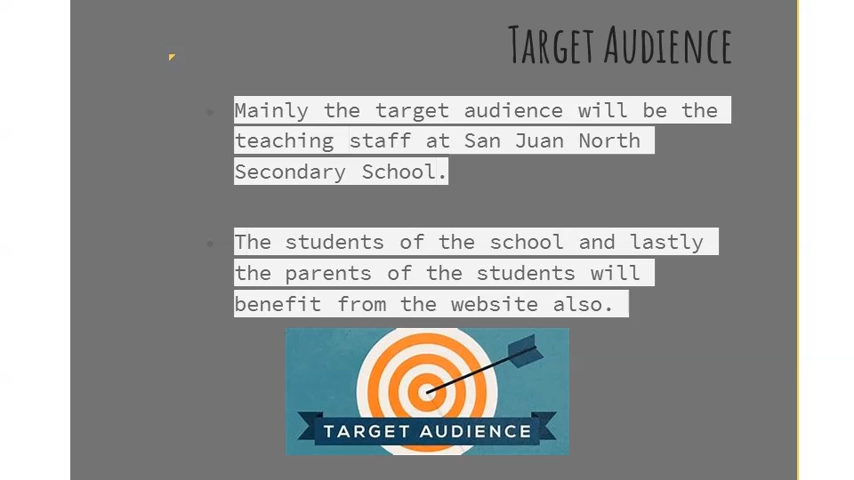 Target Audience
Mainly the target audience will be the
teaching staff at San Juan North
Secondary School.
The students of the school and lastly
the parents of the students will
benefit from the website also.
TARGET AUDIENCE